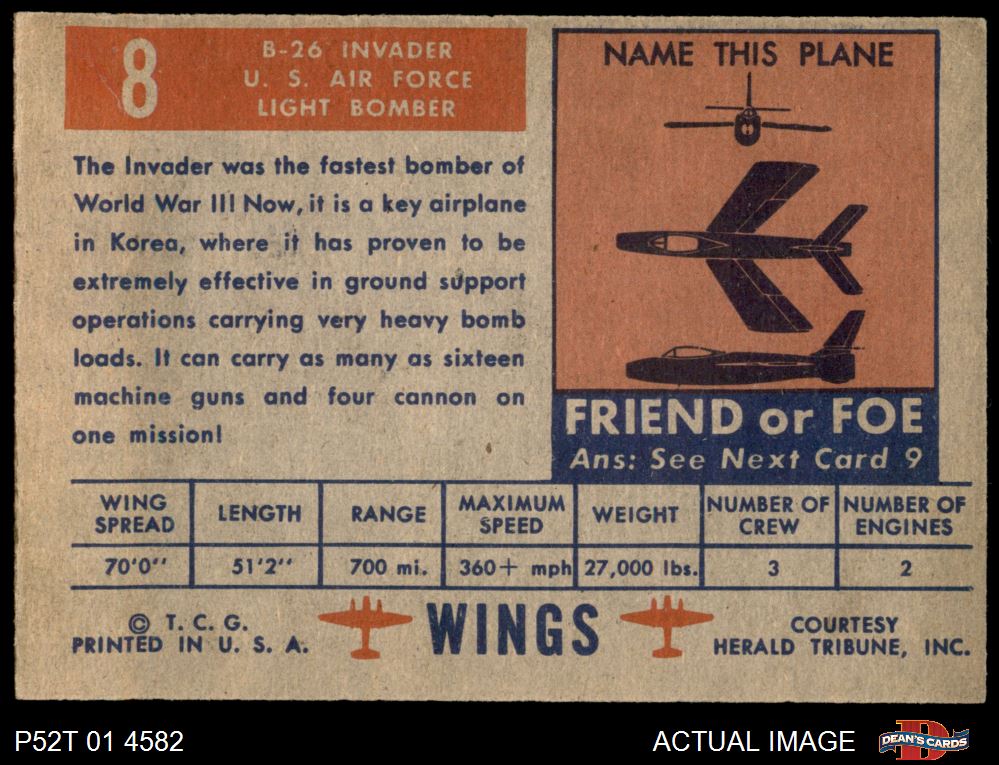 8
B-26 INVADER
U. S. AIR FORCE
LIGHT BOMBER
The Invader was the fastest bomber of
World War II! Now, it is a key airplane
in Korea, where it has proven to be
extremely effective in ground support
operations carrying very heavy bomb
loads. It can carry as many as sixteen
machine guns and four cannon on
one mission!
NAME THIS PLANE
FRIEND or FOE
Ans: See Next Card 9
WING SPREAD LENGTH RANGE MAXIMUM SPEED WEIGHT NUMBER OF CREW NUMBER OF ENGINES
70'0'' 51'2'' 700 mi. 360+ mph 27,000 lbs. 3 2
© T. C. G.
PRINTED IN U. S. A.
WINGS
COURTESY
HERALD TRIBUNE, INC.
P52T 01 4582
ACTUAL IMAGE
D
DEAN'S CARDS